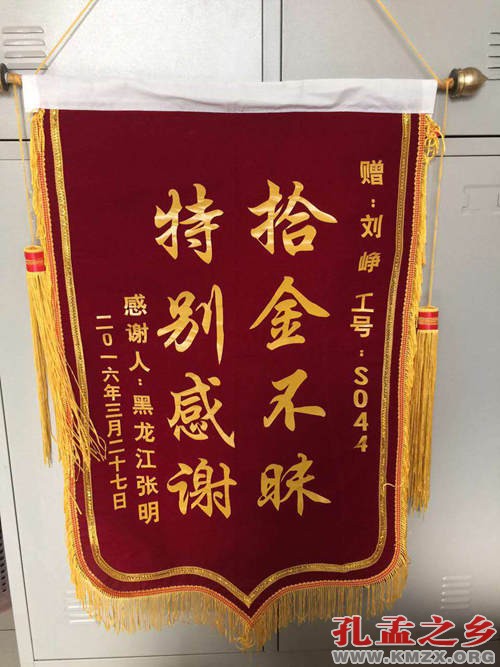 赠：刘峥 工号：S044
拾金不昧
特别感谢
感谢人：黑龙江张明
二0一六年三月二十七日
孔孟之乡
WWW.KMZX.ORG